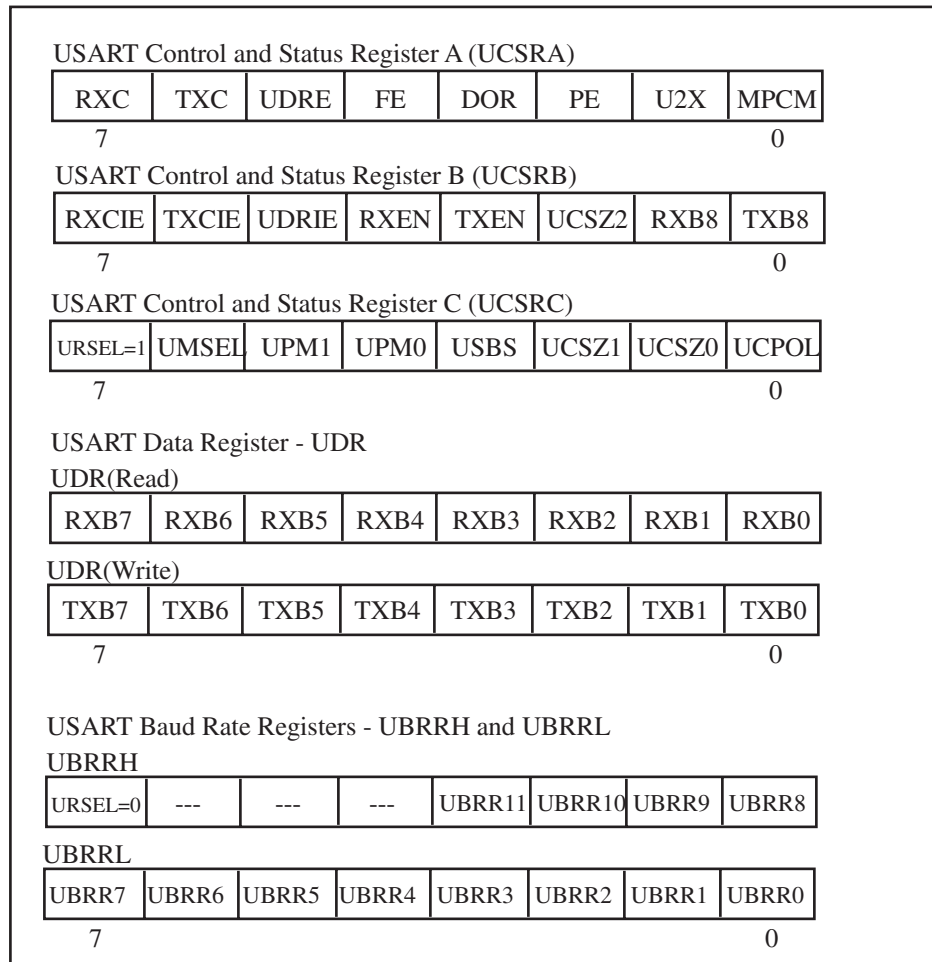 USART Control and Status Register A (UCSRA)
RXC TXC UDRE FE DOR PE U2X MPCM
7 0
USART Control and Status Register B (UCSRB)
RXCIE TXCIE UDRIE RXEN TXEN UCSZ2 RXB8 TXB8
7 0
USART Control and Status Register C (UCSRC)
URSEL=1 UMSEL UPM1 UPM0 USBS UCSZ1 UCSZ0 UCPOL
7 0
USART Data Register - UDR
UDR(Read)
RXB7 RXB6 RXB5 RXB4 RXB3 RXB2 RXB1 RXB0
UDR(Write)
TXB7 TXB6 TXB5 TXB4 TXB3 TXB2 TXB1 TXB0
7 0
USART Baud Rate Registers - UBRRH and UBRRL
UBRRH
URSEL=0 --- --- --- UBRR11 UBRR10 UBRR9 UBRR8
UBRRL
UBRR7 UBRR6 UBRR5 UBRR4 UBRR3 UBRR2 UBRR1 UBRR0
7 0